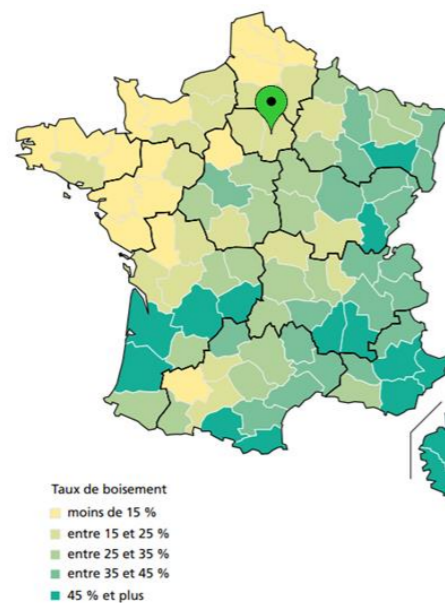 Taux de boisement
moins de 15 %
entre 15 et 25 %
entre 25 et 35 %
entre 35 et 45 %
45 % et plus